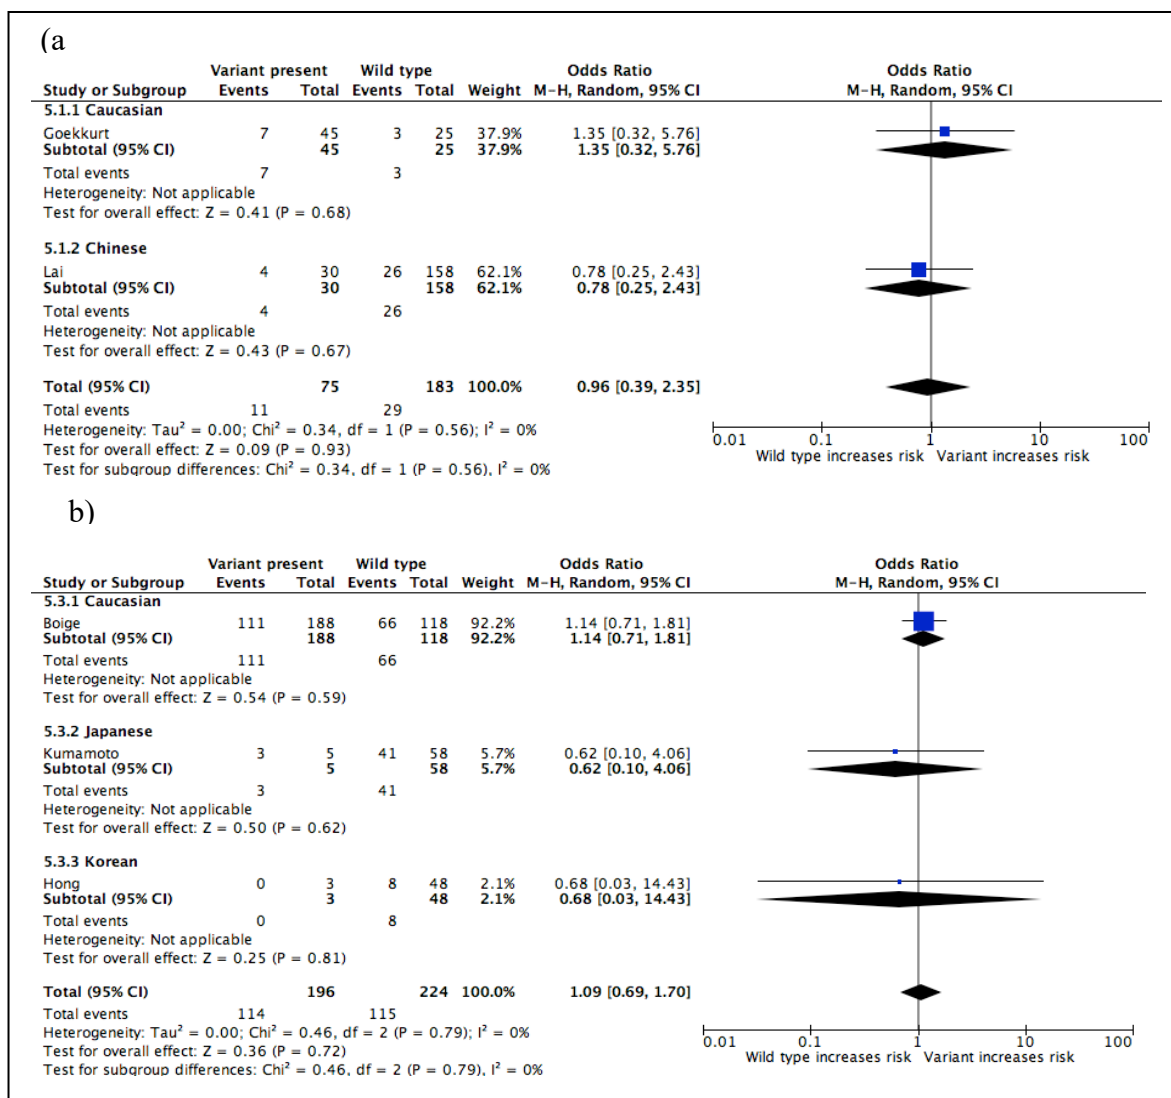 (a
Variant present Wild type Odds Ratio Odds Ratio
Study or Subgroup Events Total Events Total Weight M-H, Random, 95% CI M-H, Random, 95% CI
5.1.1 Caucasian
Goekkurt 7 45 3 25 37.9% 1.35 [0.32, 5.76]
Subtotal (95% CI) 45 25 37.9% 1.35 [0.32, 5.76]
Total events 7 3
Heterogeneity: Not applicable
Test for overall effect: Z = 0.41 (P = 0.68)
5.1.2 Chinese
Lai 4 30 26 158 62.1% 0.78 [0.25, 2.43]
Subtotal (95% CI) 30 158 62.1% 0.78 [0.25, 2.43]
Total events 4 26
Heterogeneity: Not applicable
Test for overall effect: Z = 0.43 (P = 0.67)
Total (95% CI) 75 183 100.0% 0.96 [0.39, 2.35]
Total events 11 29
Heterogeneity: Tau² = 0.00; Chi² = 0.34, df = 1 (P = 0.56); I² = 0%
Test for overall effect: Z = 0.09 (P = 0.93)
Test for subgroup differences: Chi² = 0.34, df = 1 (P = 0.56), I² = 0%
0.01 0.1 1 10 100
Wild type increases risk Variant increases risk
b)
Variant present Wild type Odds Ratio Odds Ratio
Study or Subgroup Events Total Events Total Weight M-H, Random, 95% CI M-H, Random, 95% CI
5.3.1 Caucasian
Boige 111 188 66 118 92.2% 1.14 [0.71, 1.81]
Subtotal (95% CI) 188 118 92.2% 1.14 [0.71, 1.81]
Total events 111 66
Heterogeneity: Not applicable
Test for overall effect: Z = 0.54 (P = 0.59)
5.3.2 Japanese
Kumamoto 3 5 41 58 5.7% 0.62 [0.10, 4.06]
Subtotal (95% CI) 5 58 5.7% 0.62 [0.10, 4.06]
Total events 3 41
Heterogeneity: Not applicable
Test for overall effect: Z = 0.50 (P = 0.62)
5.3.3 Korean
Hong 0 3 8 48 2.1% 0.68 [0.03, 14.43]
Subtotal (95% CI) 3 48 2.1% 0.68 [0.03, 14.43]
Total events 0 8
Heterogeneity: Not applicable
Test for overall effect: Z = 0.25 (P = 0.81)
Total (95% CI) 196 224 100.0% 1.09 [0.69, 1.70]
Total events 114 115
Heterogeneity: Tau² = 0.00; Chi² = 0.46, df = 2 (P = 0.79); I² = 0%
Test for overall effect: Z = 0.36 (P = 0.72)
Test for subgroup differences: Chi² = 0.46, df = 2 (P = 0.79), I² = 0%
0.01 0.1 1 10 100
Wild type increases risk Variant increases risk